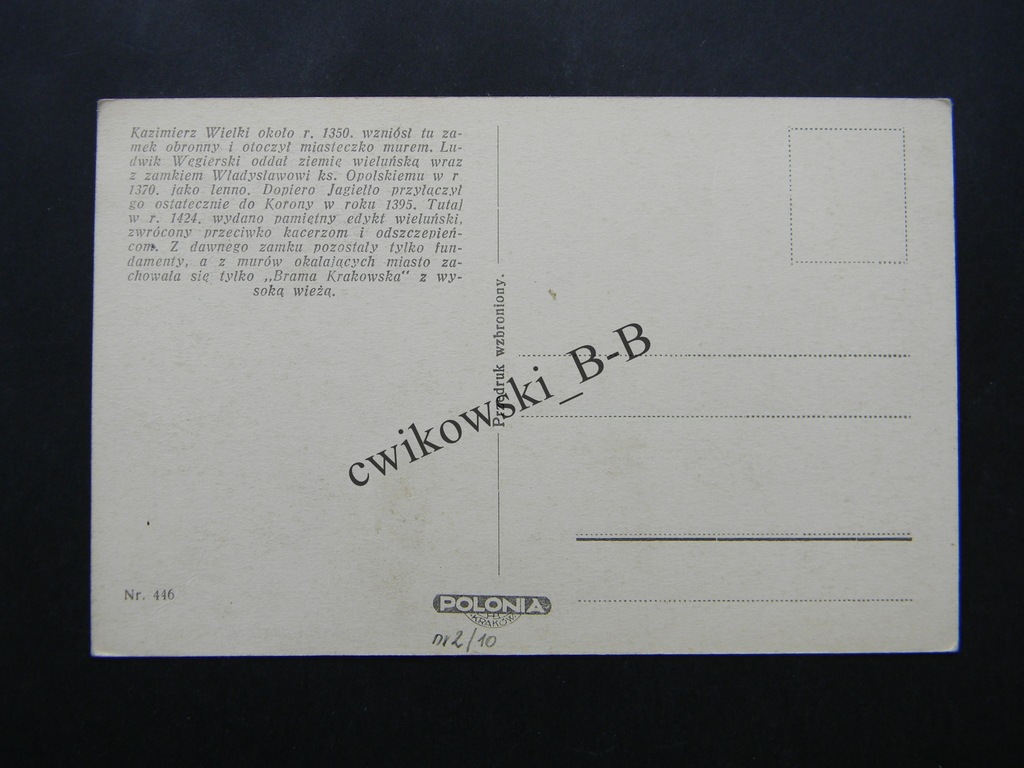 Kazimierz Wielki około r. 1350. wzniósł tu za-
mek obronny i otoczył miasteczko murem. Lu-
dwik Węgierski oddał ziemię wieluńską wraz
z zamkiem Władysławowi ks. Opolskiemu w r
1370. jako lenno. Dopiero Jagiełło przyłączył
go ostatecznie do Korony w roku 1395. Tutaj
w r. 1424. wydano pamiętny edykt wieluński.
zwrócony przeciwko kacerzom i odszczepień-
com. Z dawnego zamku pozostały tylko fun-
damenty, a z murów okalających miasto za-
chowała się tylko „Brama Krakowska" z wy-
soką wieżą.
Przedruk wzbroniony.
cwikowski_B-B
Nr. 446
POLONIA
KRAKÓW
nr 2/10